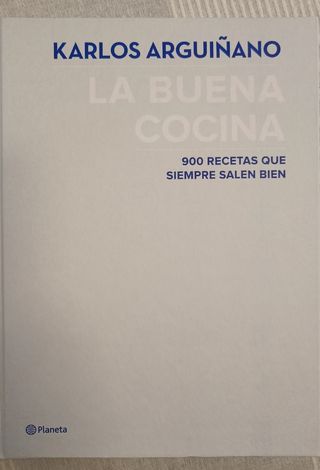 KARLOS ARGUIÑANO
LA BUENA
COCINA
900 RECETAS QUE
SIEMPRE SALEN BIEN
Planeta